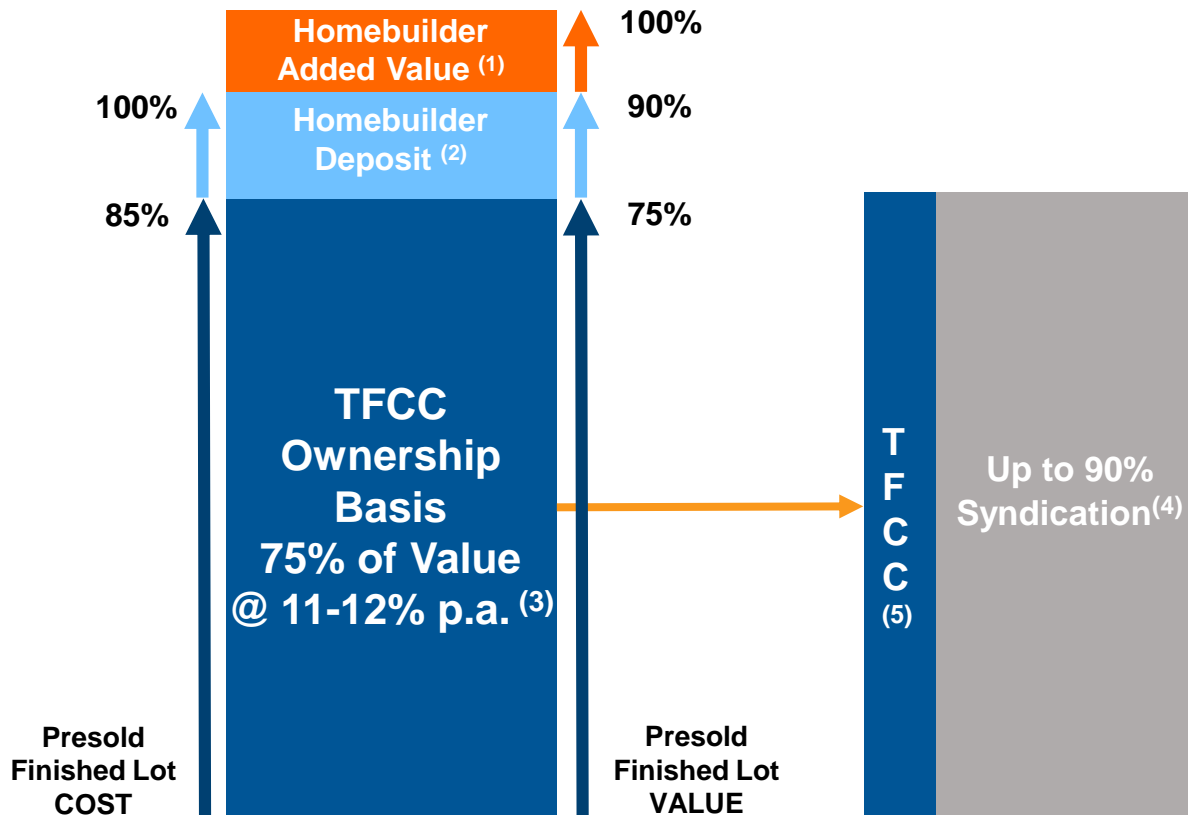 Homebuilder
Added Value (1)
100%
100%
Homebuilder
Deposit (2)
90%
85%
75%
TFCC
Ownership
Basis
75% of Value
@ 11-12% p.a. (3)
T
F
C
C
(5)
Up to 90%
Syndication(4)
Presold
Finished Lot
COST
Presold
Finished Lot
VALUE